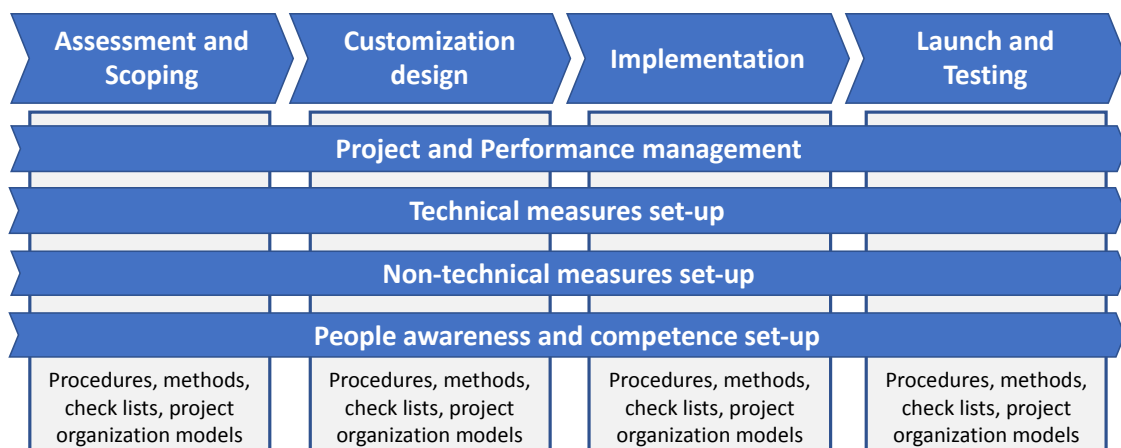 Assessment and
Scoping
Customization
design
Implementation
Launch and
Testing
Project and Performance management
Technical measures set-up
Non-technical measures set-up
People awareness and competence set-up
Procedures, methods,
check lists, project
organization models
Procedures, methods,
check lists, project
organization models
Procedures, methods,
check lists, project
organization models
Procedures, methods,
check lists, project
organization models